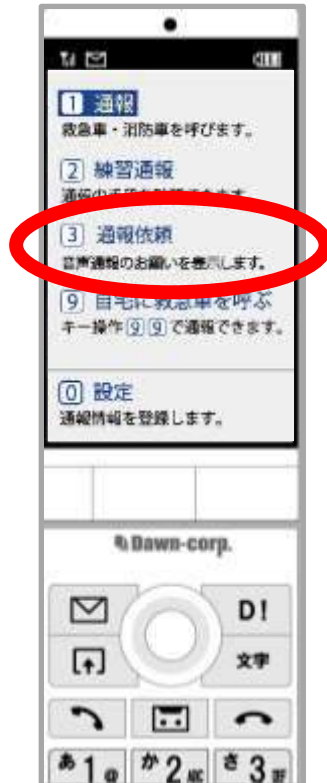 1 通報
救急車・消防車を呼びます。
2 練習通報
3 通報依頼
音声通報のお願いを表示します。
9 自宅に救急車を呼ぶ
キー操作99で通報できます。
0 設定
通報情報を登録します。
Dawn-corp.
D!
文字
あ1@
か2ABC
さ3